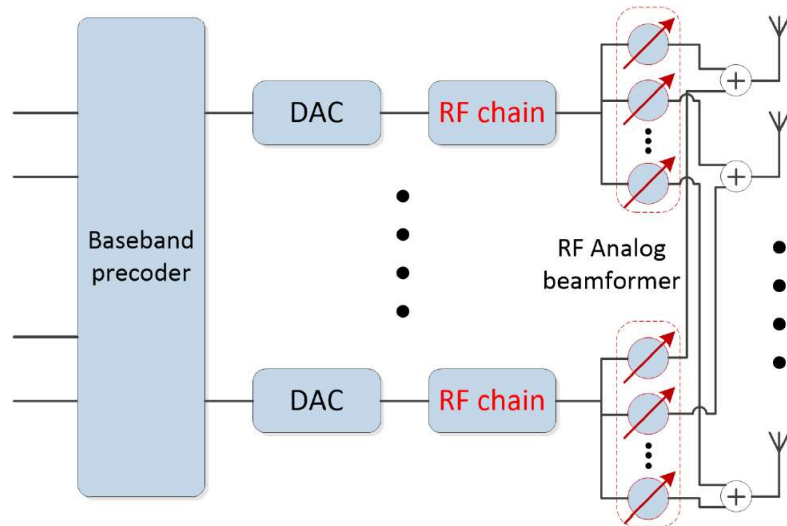 Baseband
precoder
DAC
RF chain
RF Analog
beamformer
DAC
RF chain